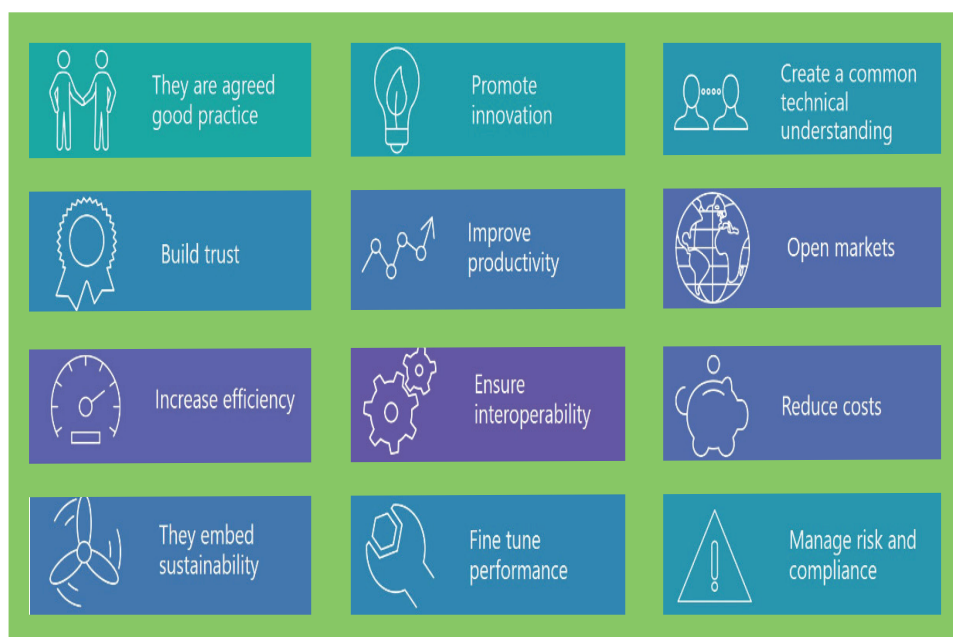 They are agreed
good practice
Promote
innovation
Create a common
technical
understanding
Build trust
Improve
productivity
Open markets
Increase efficiency
Ensure
interoperability
Reduce costs
They embed
sustainability
Fine tune
performance
Manage risk and
compliance